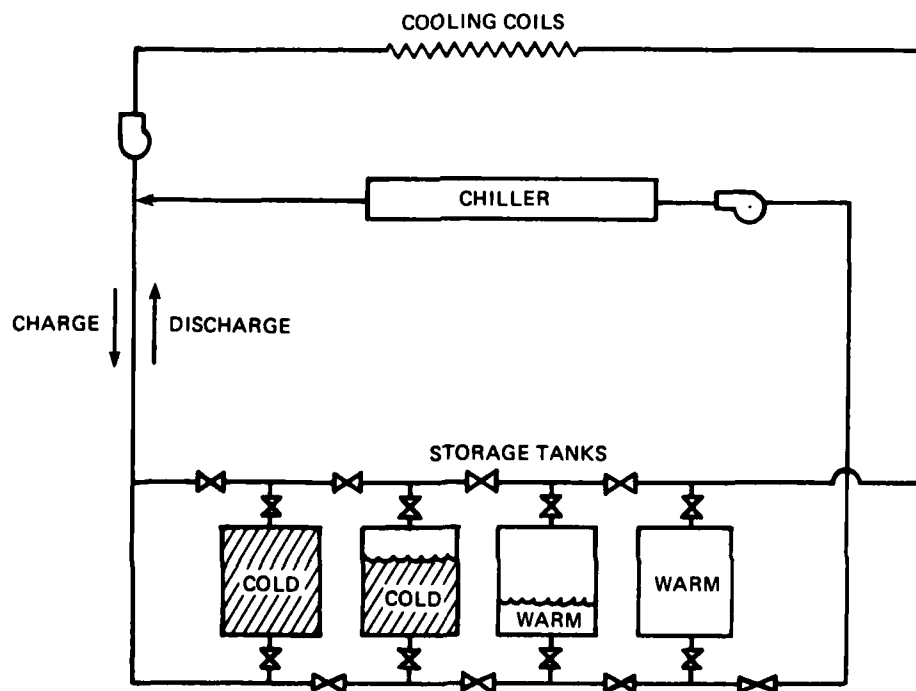 COOLING COILS
CHILLER
CHARGE
DISCHARGE
STORAGE TANKS
COLD
COLD
WARM
WARM